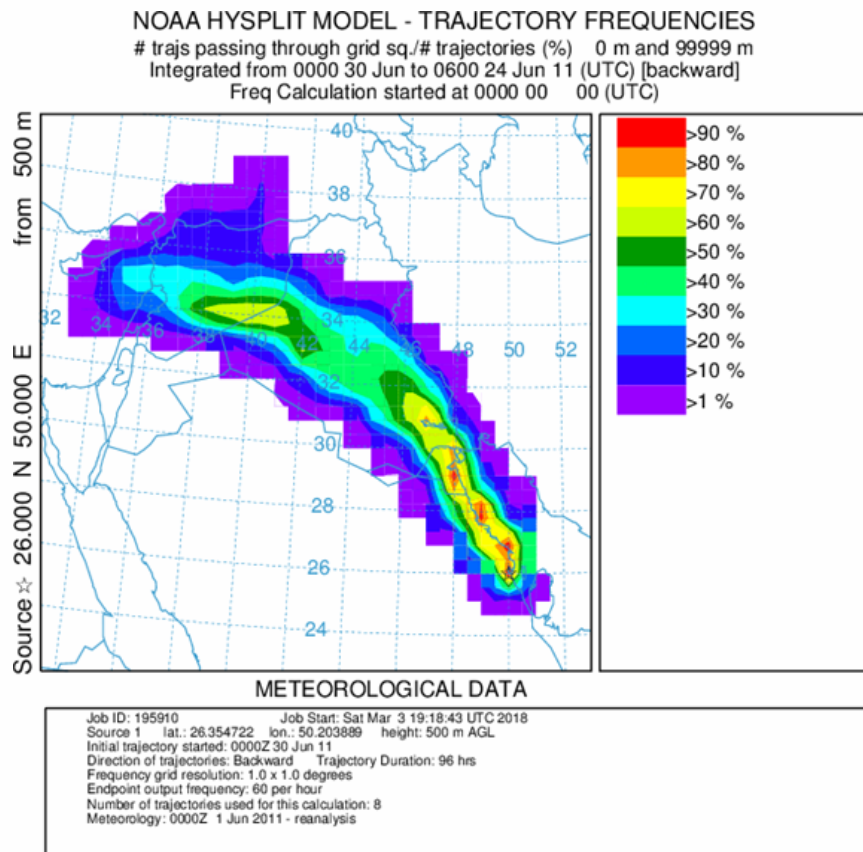 NOAA HYSPLIT MODEL - TRAJECTORY FREQUENCIES
# trajs passing through grid sq./# trajectories (%) 0 m and 99999 m
Integrated from 0000 30 Jun to 0600 24 Jun 11 (UTC) [backward]
Freq Calculation started at 0000 00 00 (UTC)
Source ☆ 26.000 N 50.000 E from 500 m
40
38
36
32 34 36 38 40 42 34 44 46 48 50 52
32
30
28
26
24
>90 %
>80 %
>70 %
>60 %
>50 %
>40 %
>30 %
>20 %
>10 %
>1 %
METEOROLOGICAL DATA
Job ID: 195910 Job Start: Sat Mar 3 19:18:43 UTC 2018
Source 1 lat.: 26.354722 lon.: 50.203889 height: 500 m AGL
Initial trajectory started: 0000Z 30 Jun 11
Direction of trajectories: Backward Trajectory Duration: 96 hrs
Frequency grid resolution: 1.0 x 1.0 degrees
Endpoint output frequency: 60 per hour
Number of trajectories used for this calculation: 8
Meteorology: 0000Z 1 Jun 2011 - reanalysis